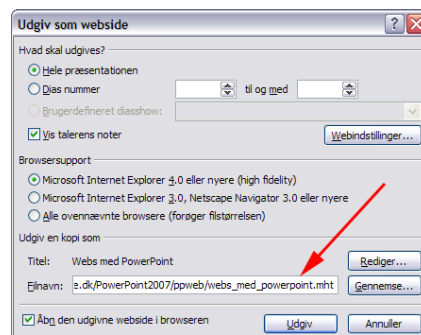 Udgiv som webside
Hvad skal udgives?
Hele præsentationen
Dias nummer til og med
Brugerdefineret diasshow:
Vis talerens noter Webindstillinger...
Browsersupport
Microsoft Internet Explorer 4.0 eller nyere (high fidelity)
Microsoft Internet Explorer 3.0, Netscape Navigator 3.0 eller nyere
Alle ovennævnte browsere (forøger filstørrelsen)
Udgiv en kopi som
Titel: Webs med PowerPoint Rediger...
Filnavn: e.dk/PowerPoint2007/ppweb/webs_med_powerpoint.mht Gennemse...
Åbn den udgivne webside i browseren Udgiv Annuller